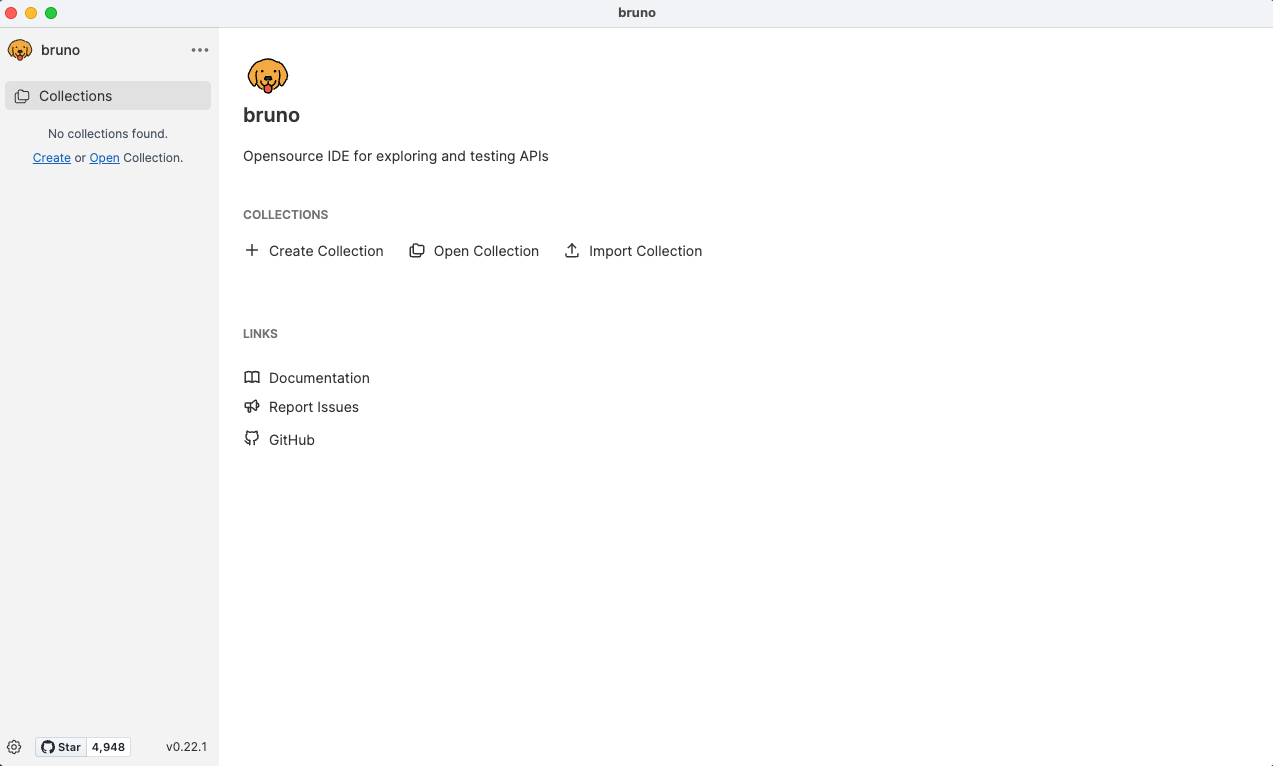 bruno
bruno
Collections
No collections found.
Create or Open Collection.
Star 4,948 v0.22.1
bruno
Opensource IDE for exploring and testing APIs
COLLECTIONS
Create Collection Open Collection Import Collection
LINKS
Documentation
Report Issues
GitHub